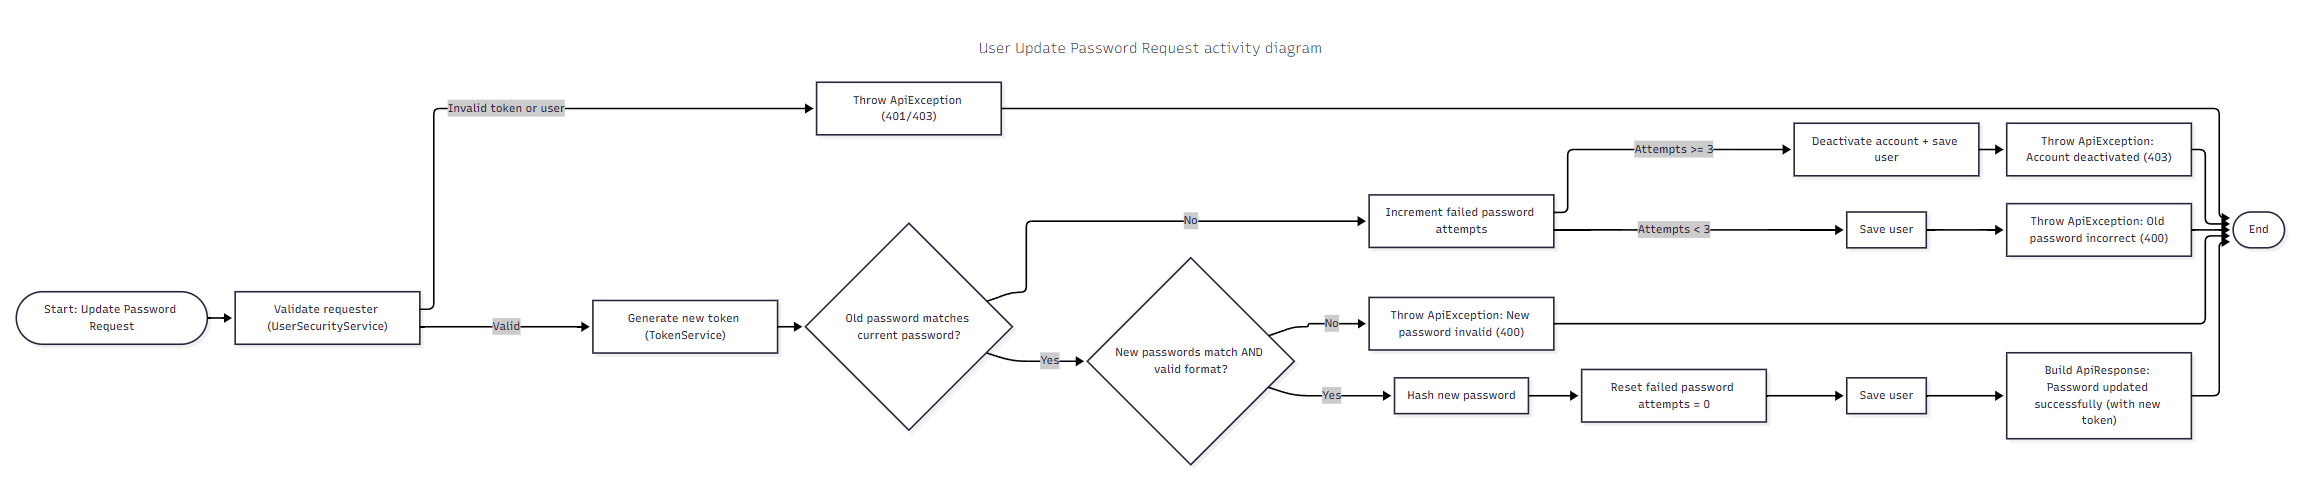 User Update Password Request activity diagram
Invalid token or user
Throw ApiException
(401/403)
Attempts >= 3
Deactivate account + save
user
Throw ApiException:
Account deactivated (403)
No
Increment failed password
attempts
Attempts < 3
Save user
Throw ApiException: Old
password incorrect (400)
End
Start: Update Password
Request
Validate requester
(UserSecurityService)
Valid
Generate new token
(TokenService)
Old password matches
current password?
Yes
New passwords match AND
valid format?
No
Throw ApiException: New
password invalid (400)
Yes
Hash new password
Reset failed password
attempts = 0
Save user
Build ApiResponse:
Password updated
successfully (with new
token)